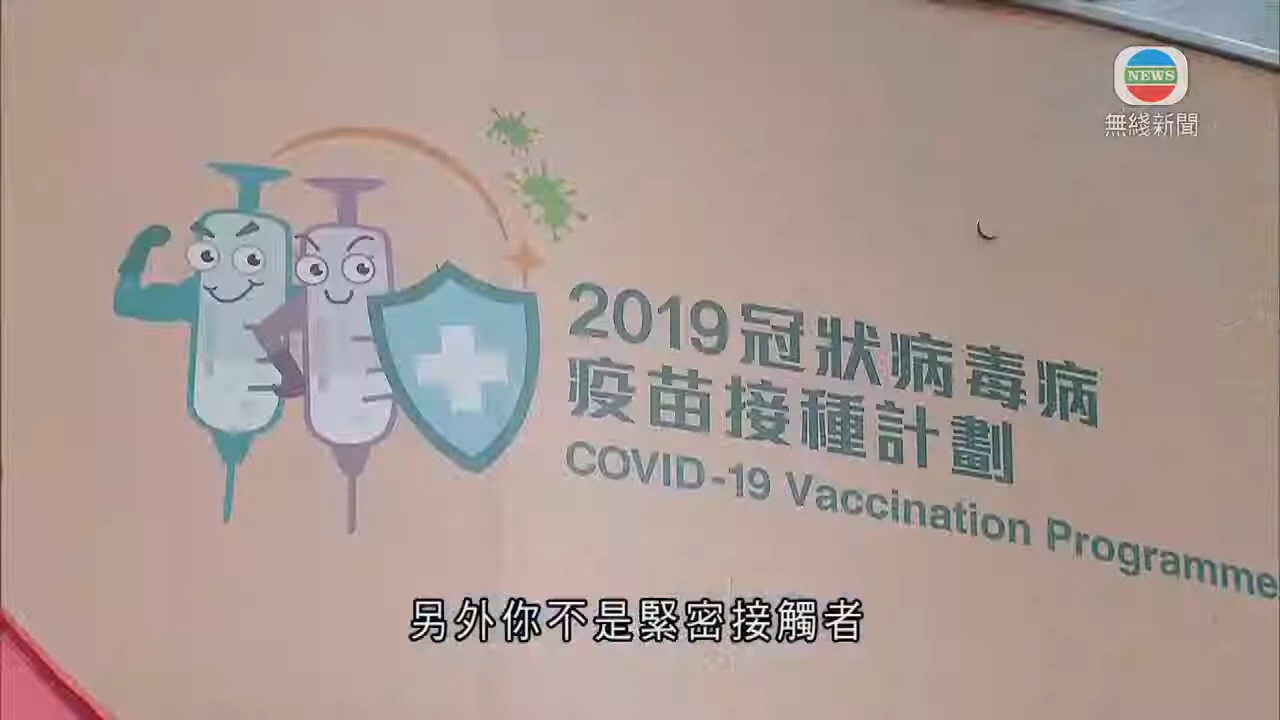 NEWS
無綫新聞
2019冠狀病毒病
疫苗接種計劃
COVID-19 Vaccination Programme
另外你不是緊密接觸者